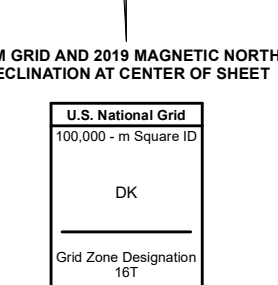 M GRID AND 2019 MAGNETIC NORTH
ECLINATION AT CENTER OF SHEET
U.S. National Grid
100,000 - m Square ID
DK
Grid Zone Designation
16T